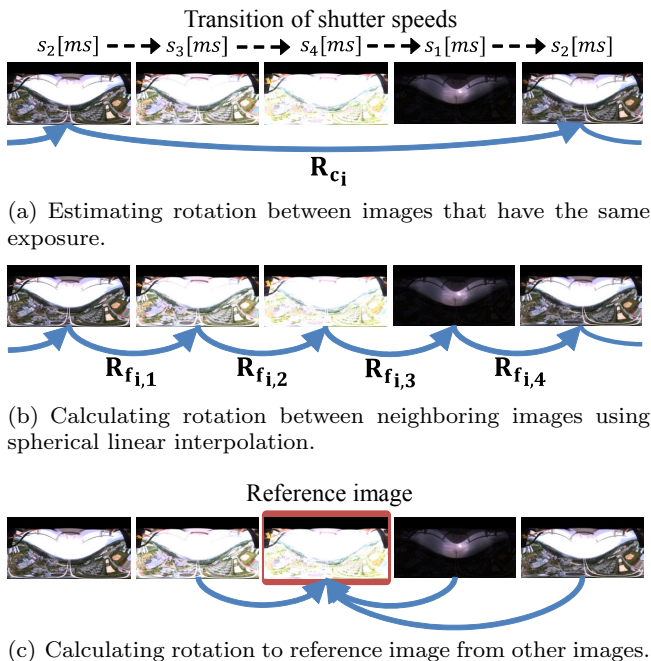 Transition of shutter speeds
s2[ms] s3[ms] s4[ms] s1[ms] s2[ms]
Rci
(a) Estimating rotation between images that have the same
exposure.
Rfi,1 Rfi,2 Rfi,3 Rfi,4
(b) Calculating rotation between neighboring images using
spherical linear interpolation.
Reference image
(c) Calculating rotation to reference image from other images.